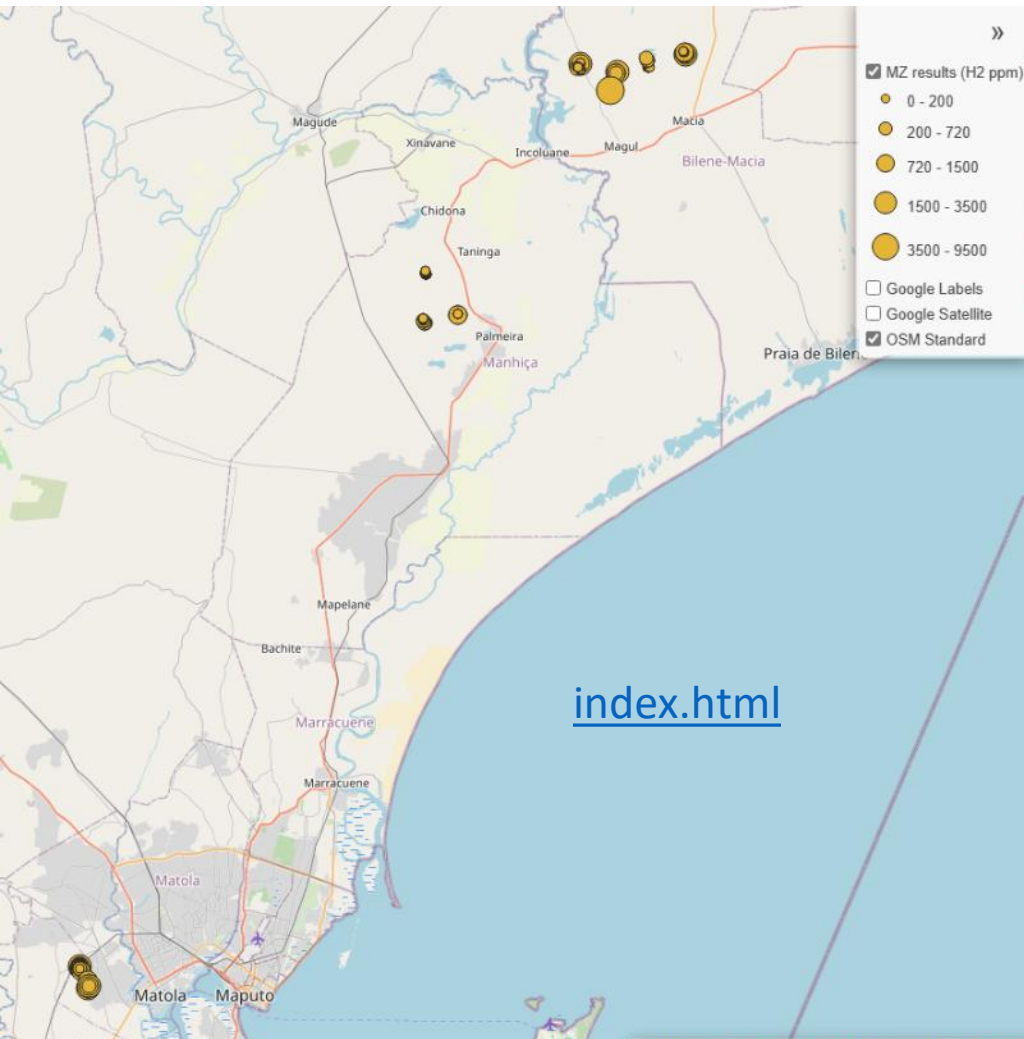 »
MZ results (H2 ppm)
0 - 200
200 - 720
720 - 1500
1500 - 3500
3500 - 9500
Google Labels
Google Satellite
OSM Standard
Magude
Xinavane
Incoluane
Magul
Macia
Bilene-Macia
Chidona
Taninga
Palmeira
Manhiça
Praia de Bilen
Mapelane
Bachite
index.html
Marracuene
Marracuene
Matola
Matola
Maputo